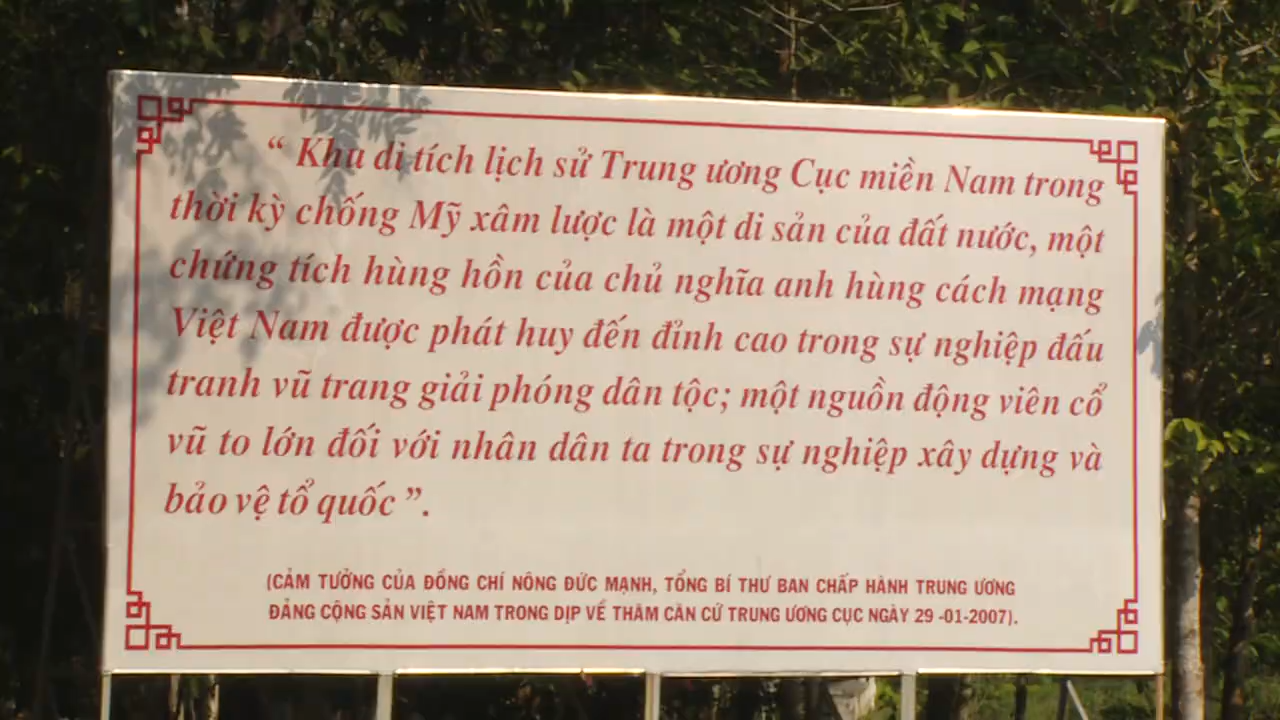 “ Khu di tích lịch sử Trung ương Cục miền Nam trong
thời kỳ chống Mỹ xâm lược là một di sản của đất nước, một
chứng tích hùng hồn của chủ nghĩa anh hùng cách mạng
Việt Nam được phát huy đến đỉnh cao trong sự nghiệp đấu
tranh vũ trang giải phóng dân tộc; một nguồn động viên cổ
vũ to lớn đối với nhân dân ta trong sự nghiệp xây dựng và
bảo vệ tổ quốc ”.
(CẢM TƯỞNG CỦA ĐỒNG CHÍ NÔNG ĐỨC MẠNH, TỔNG BÍ THƯ BAN CHẤP HÀNH TRUNG ƯƠNG
ĐẢNG CỘNG SẢN VIỆT NAM TRONG DỊP VỀ THĂM CĂN CỨ TRUNG ƯƠNG CỤC NGÀY 29 -01-2007).